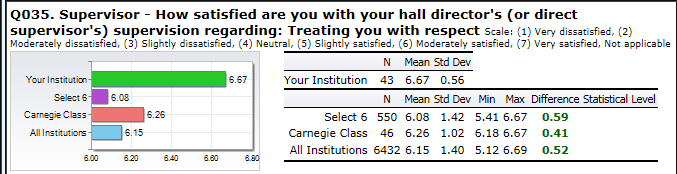 Q035. Supervisor - How satisfied are you with your hall director's (or direct
supervisor's) supervision regarding: Treating you with respect Scale: (1) Very dissatisfied, (2)
Moderately dissatisfied, (3) Slightly dissatisfied, (4) Neutral, (5) Slightly satisfied, (6) Moderately satisfied, (7) Very satisfied, Not applicable
Your Institution 6.67
Select 6 6.08
Carnegie Class 6.26
All Institutions 6.15
6.00 6.20 6.40 6.60 6.80
N Mean Std Dev
Your Institution 43 6.67 0.56
N Mean Std Dev Min Max Difference Statistical Level
Select 6 550 6.08 1.42 5.41 6.67 0.59
Carnegie Class 46 6.26 1.02 6.18 6.67 0.41
All Institutions 6432 6.15 1.40 5.12 6.69 0.52